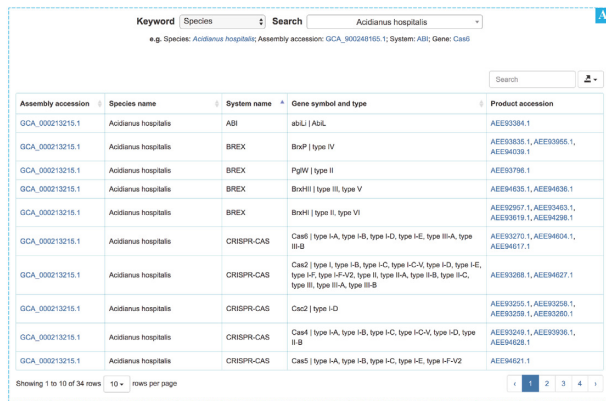 A
Keyword Species Search Acidianus hospitalis
e.g. Species: Acidianus hospitalis; Assembly accession: GCA_900248165.1; System: ABI; Gene: Cas6
Search
Assembly accession Species name System name Gene symbol and type Product accession
GCA_000213215.1 Acidianus hospitalis ABI abiLi | AbiL AEE93384.1
GCA_000213215.1 Acidianus hospitalis BREX BrxP | type IV AEE93835.1, AEE93955.1,
AEE94039.1
GCA_000213215.1 Acidianus hospitalis BREX PglW | type II AEE93796.1
GCA_000213215.1 Acidianus hospitalis BREX BrxHII | type III, type V AEE94635.1, AEE94636.1
GCA_000213215.1 Acidianus hospitalis BREX BrxHI | type II, type VI AEE92957.1, AEE93463.1,
AEE93619.1, AEE94298.1
GCA_000213215.1 Acidianus hospitalis CRISPR-CAS Cas6 | type I-A, type I-B, type I-D, type I-E, type III-A, type
III-B AEE93270.1, AEE94604.1,
AEE94617.1
GCA_000213215.1 Acidianus hospitalis CRISPR-CAS Cas2 | type I, type I-B, type I-C, type I-C-V, type I-D, type I-E,
type I-F, type I-F-V2, type II, type II-A, type II-B, type II-C,
type III, type III-A, type III-B AEE93268.1, AEE94627.1
GCA_000213215.1 Acidianus hospitalis CRISPR-CAS Csc2 | type I-D AEE93255.1, AEE93258.1,
AEE93259.1, AEE93260.1
GCA_000213215.1 Acidianus hospitalis CRISPR-CAS Cas4 | type I-A, type I-B, type I-C, type I-C-V, type I-D, type
II-B AEE93249.1, AEE93936.1,
AEE94628.1
GCA_000213215.1 Acidianus hospitalis CRISPR-CAS Cas5 | type I-A, type I-B, type I-C, type I-E, type I-F-V2 AEE94621.1
Showing 1 to 10 of 34 rows 10 rows per page ‹ 1 2 3 4 ›